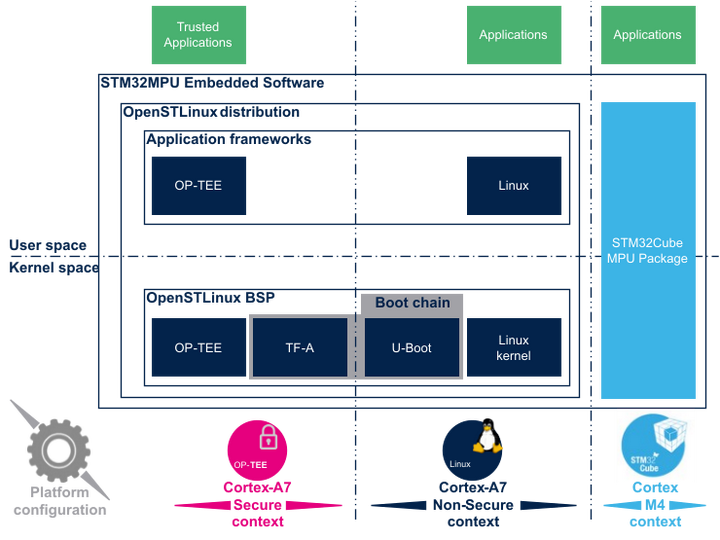 Trusted
Applications
Applications
Applications
STM32MPU Embedded Software
OpenSTLinux distribution
Application frameworks
OP-TEE
Linux
User space
Kernel space
STM32Cube
MPU Package
OpenSTLinux BSP
Boot chain
OP-TEE
TF-A
U-Boot
Linux
kernel
OP-TEE
Linux
STM32
Cube
Platform
configuration
Cortex-A7
Secure
context
Cortex-A7
Non-Secure
context
Cortex
M4
context